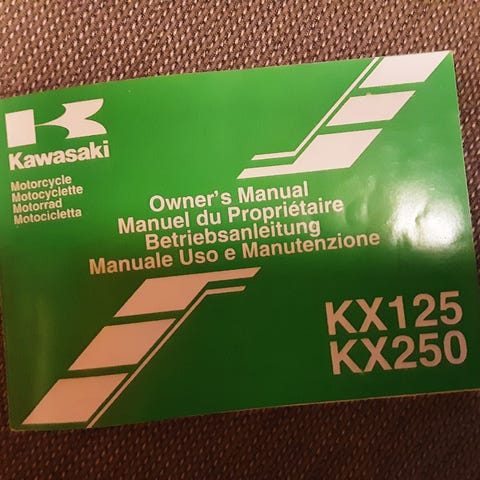 Kawasaki
Motorcycle
Motocyclette
Motorrad
Motocicletta
Owner's Manual
Manuel du Propriétaire
Betriebsanleitung
Manuale Uso e Manutenzione
KX125
KX250